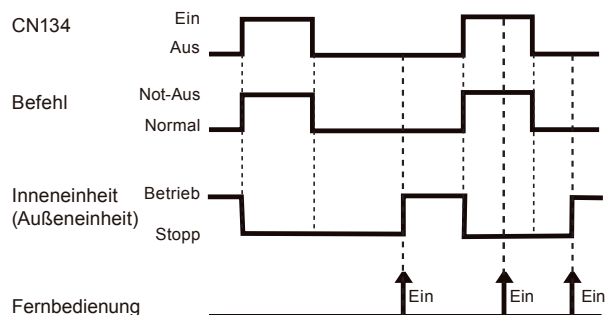 CN134
Ein
Aus
Befehl
Not-Aus
Normal
Inneneinheit
(Außeneinheit)
Betrieb
Stopp
Fernbedienung
Ein
Ein
Ein